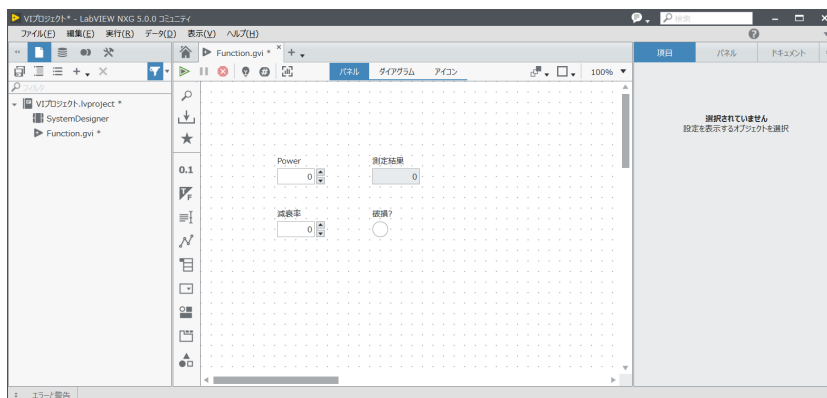 VIプロジェクト* - LabVIEW NXG 5.0.0 コミュニティ
検索
ファイル(F) 編集(E) 実行(R) データ(D) 表示(V) ヘルプ(H)
Function.gvi *
項目 パネル ドキュメント
パネル ダイアグラム アイコン
100%
フィルタ
VIプロジェクト.lvproject *
SystemDesigner
Function.gvi *
選択されていません
設定を表示するオブジェクトを選択
Power
0
測定結果
0
減衰率
0
破損?
0.1
エラーと警告